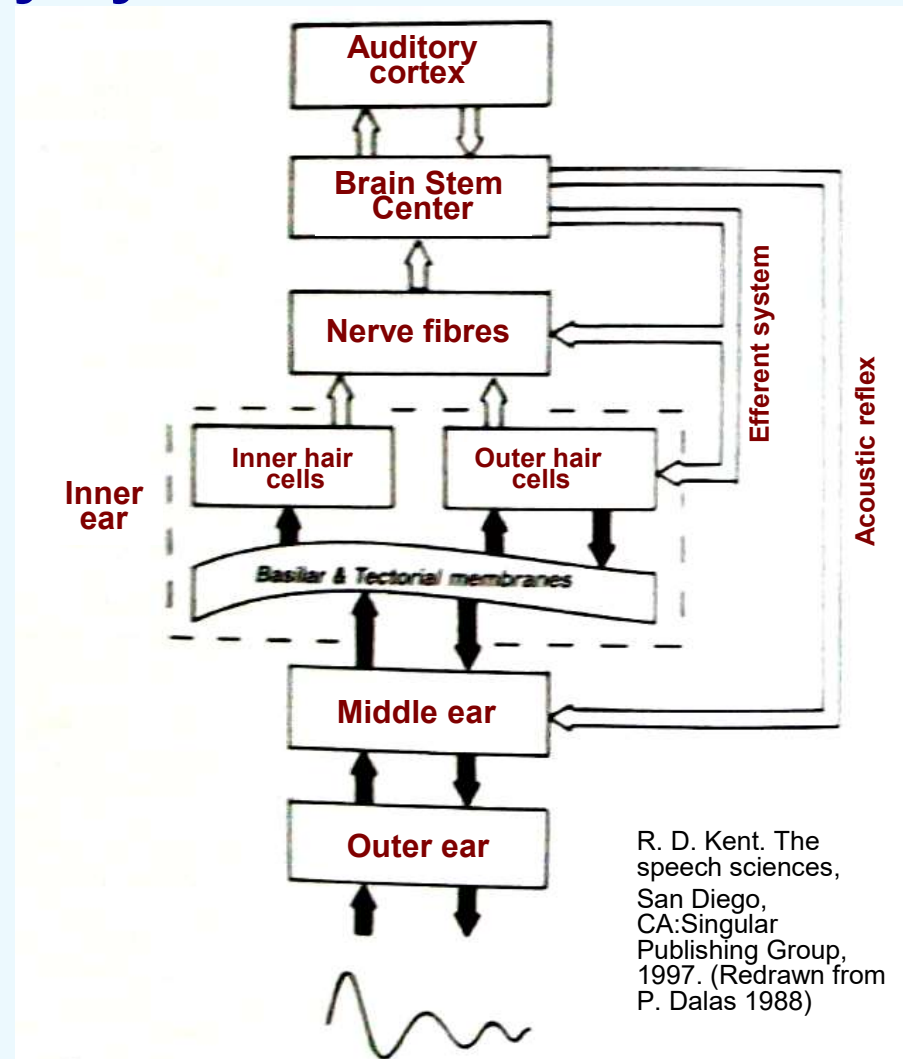 Auditory
cortex
Brain Stem
Center
Nerve fibres
Efferent system
Acoustic reflex
Inner hair
cells
Outer hair
cells
Inner
ear
Basilar & Tectorial membranes
Middle ear
Outer ear
R. D. Kent. The
speech sciences,
San Diego,
CA:Singular
Publishing Group,
1997. (Redrawn from
P. Dalas 1988)